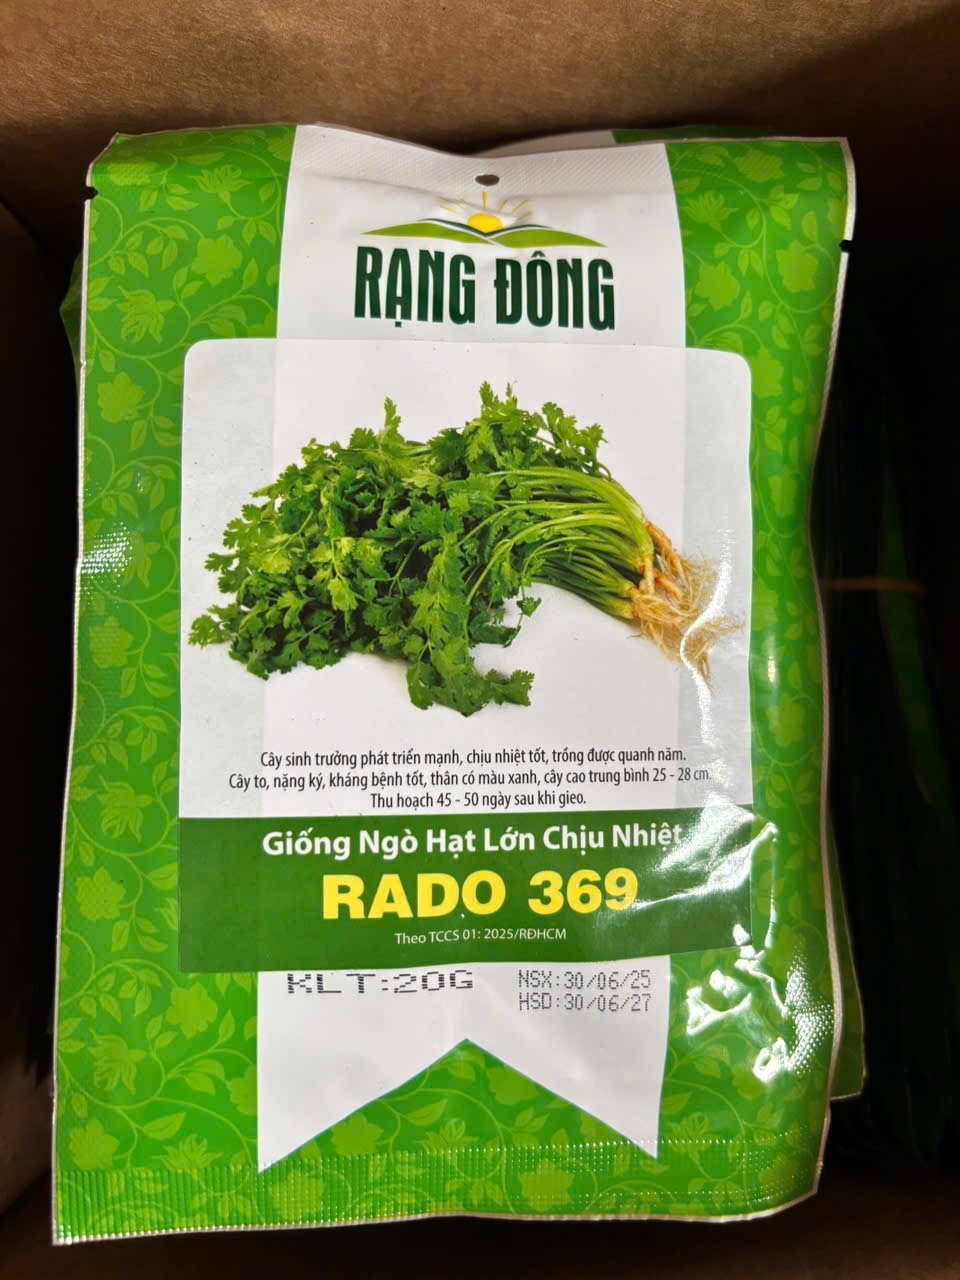 RẠNG ĐÔNG
Cây sinh trưởng phát triển mạnh, chịu nhiệt tốt, trồng được quanh năm.
Cây to, nặng ký, kháng bệnh tốt, thân có màu xanh, cây cao trung bình 25 - 28 cm.
Thu hoạch 45 - 50 ngày sau khi gieo.
Giống Ngò Hạt Lớn Chịu Nhiệt
RADO 369
Theo TCCS 01: 2025/RĐHCM
KLT:20G
NSX:30/06/25
HSD:30/06/27